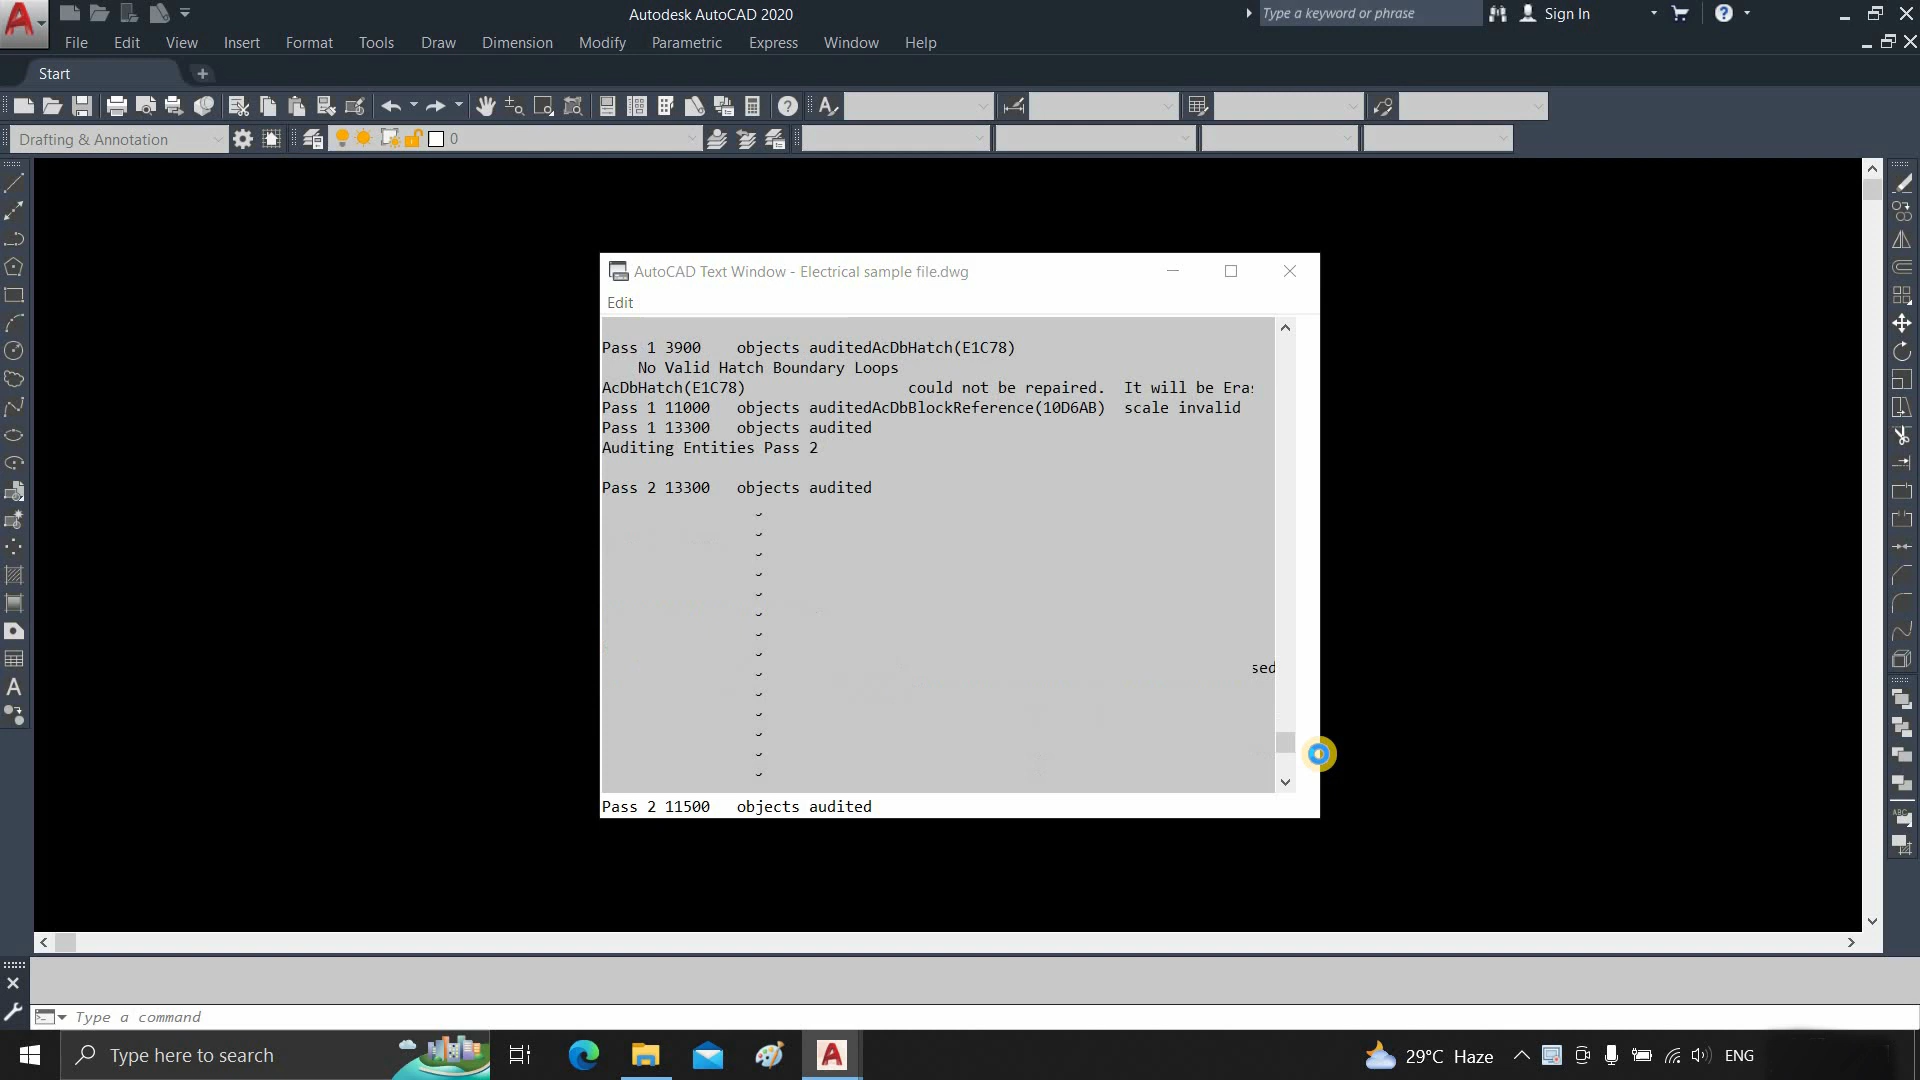 Autodesk AutoCAD 2020
Type a keyword or phrase
Sign In
File Edit View Insert Format Tools Draw Dimension Modify Parametric Express Window Help
Start
Drafting & Annotation
0
AutoCAD Text Window - Electrical sample file.dwg
Edit
Pass 1 3900 objects auditedAcDbHatch(E1C78)
No Valid Hatch Boundary Loops
AcDbHatch(E1C78) could not be repaired. It will be Eras
Pass 1 11000 objects auditedAcDbBlockReference(10D6AB) scale invalid
Pass 1 13300 objects audited
Auditing Entities Pass 2
Pass 2 13300 objects audited
sed
Pass 2 11500 objects audited
Type a command
Type here to search
29°C Haze
ENG